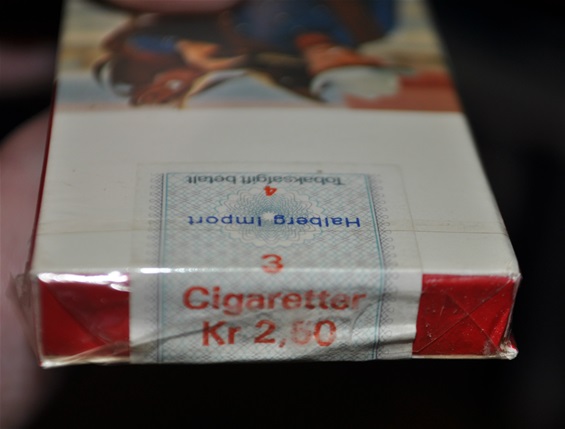 Tobaksafgift betalt
4
Halberg Import
3
Cigaretter
Kr 2,50